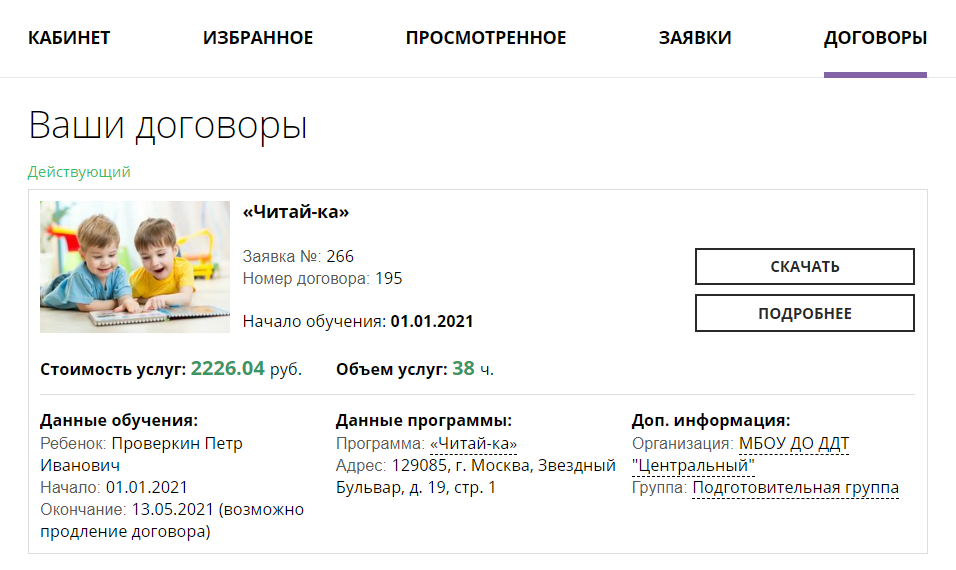 КАБИНЕТ ИЗБРАННОЕ ПРОСМОТРЕННОЕ ЗАЯВКИ ДОГОВОРЫ
Ваши договоры
Действующий
«Читай-ка»
Заявка №: 266
Номер договора: 195
Начало обучения: 01.01.2021
СКАЧАТЬ
ПОДРОБНЕЕ
Стоимость услуг: 2226.04 руб.
Объем услуг: 38 ч.
Данные обучения:
Ребенок: Проверкин Петр
Иванович
Начало: 01.01.2021
Окончание: 13.05.2021 (возможно
продление договора)
Данные программы:
Программа: «Читай-ка»
Адрес: 129085, г. Москва, Звездный
Бульвар, д. 19, стр. 1
Доп. информация:
Организация: МБОУ ДО ДДТ
"Центральный"
Группа: Подготовительная группа